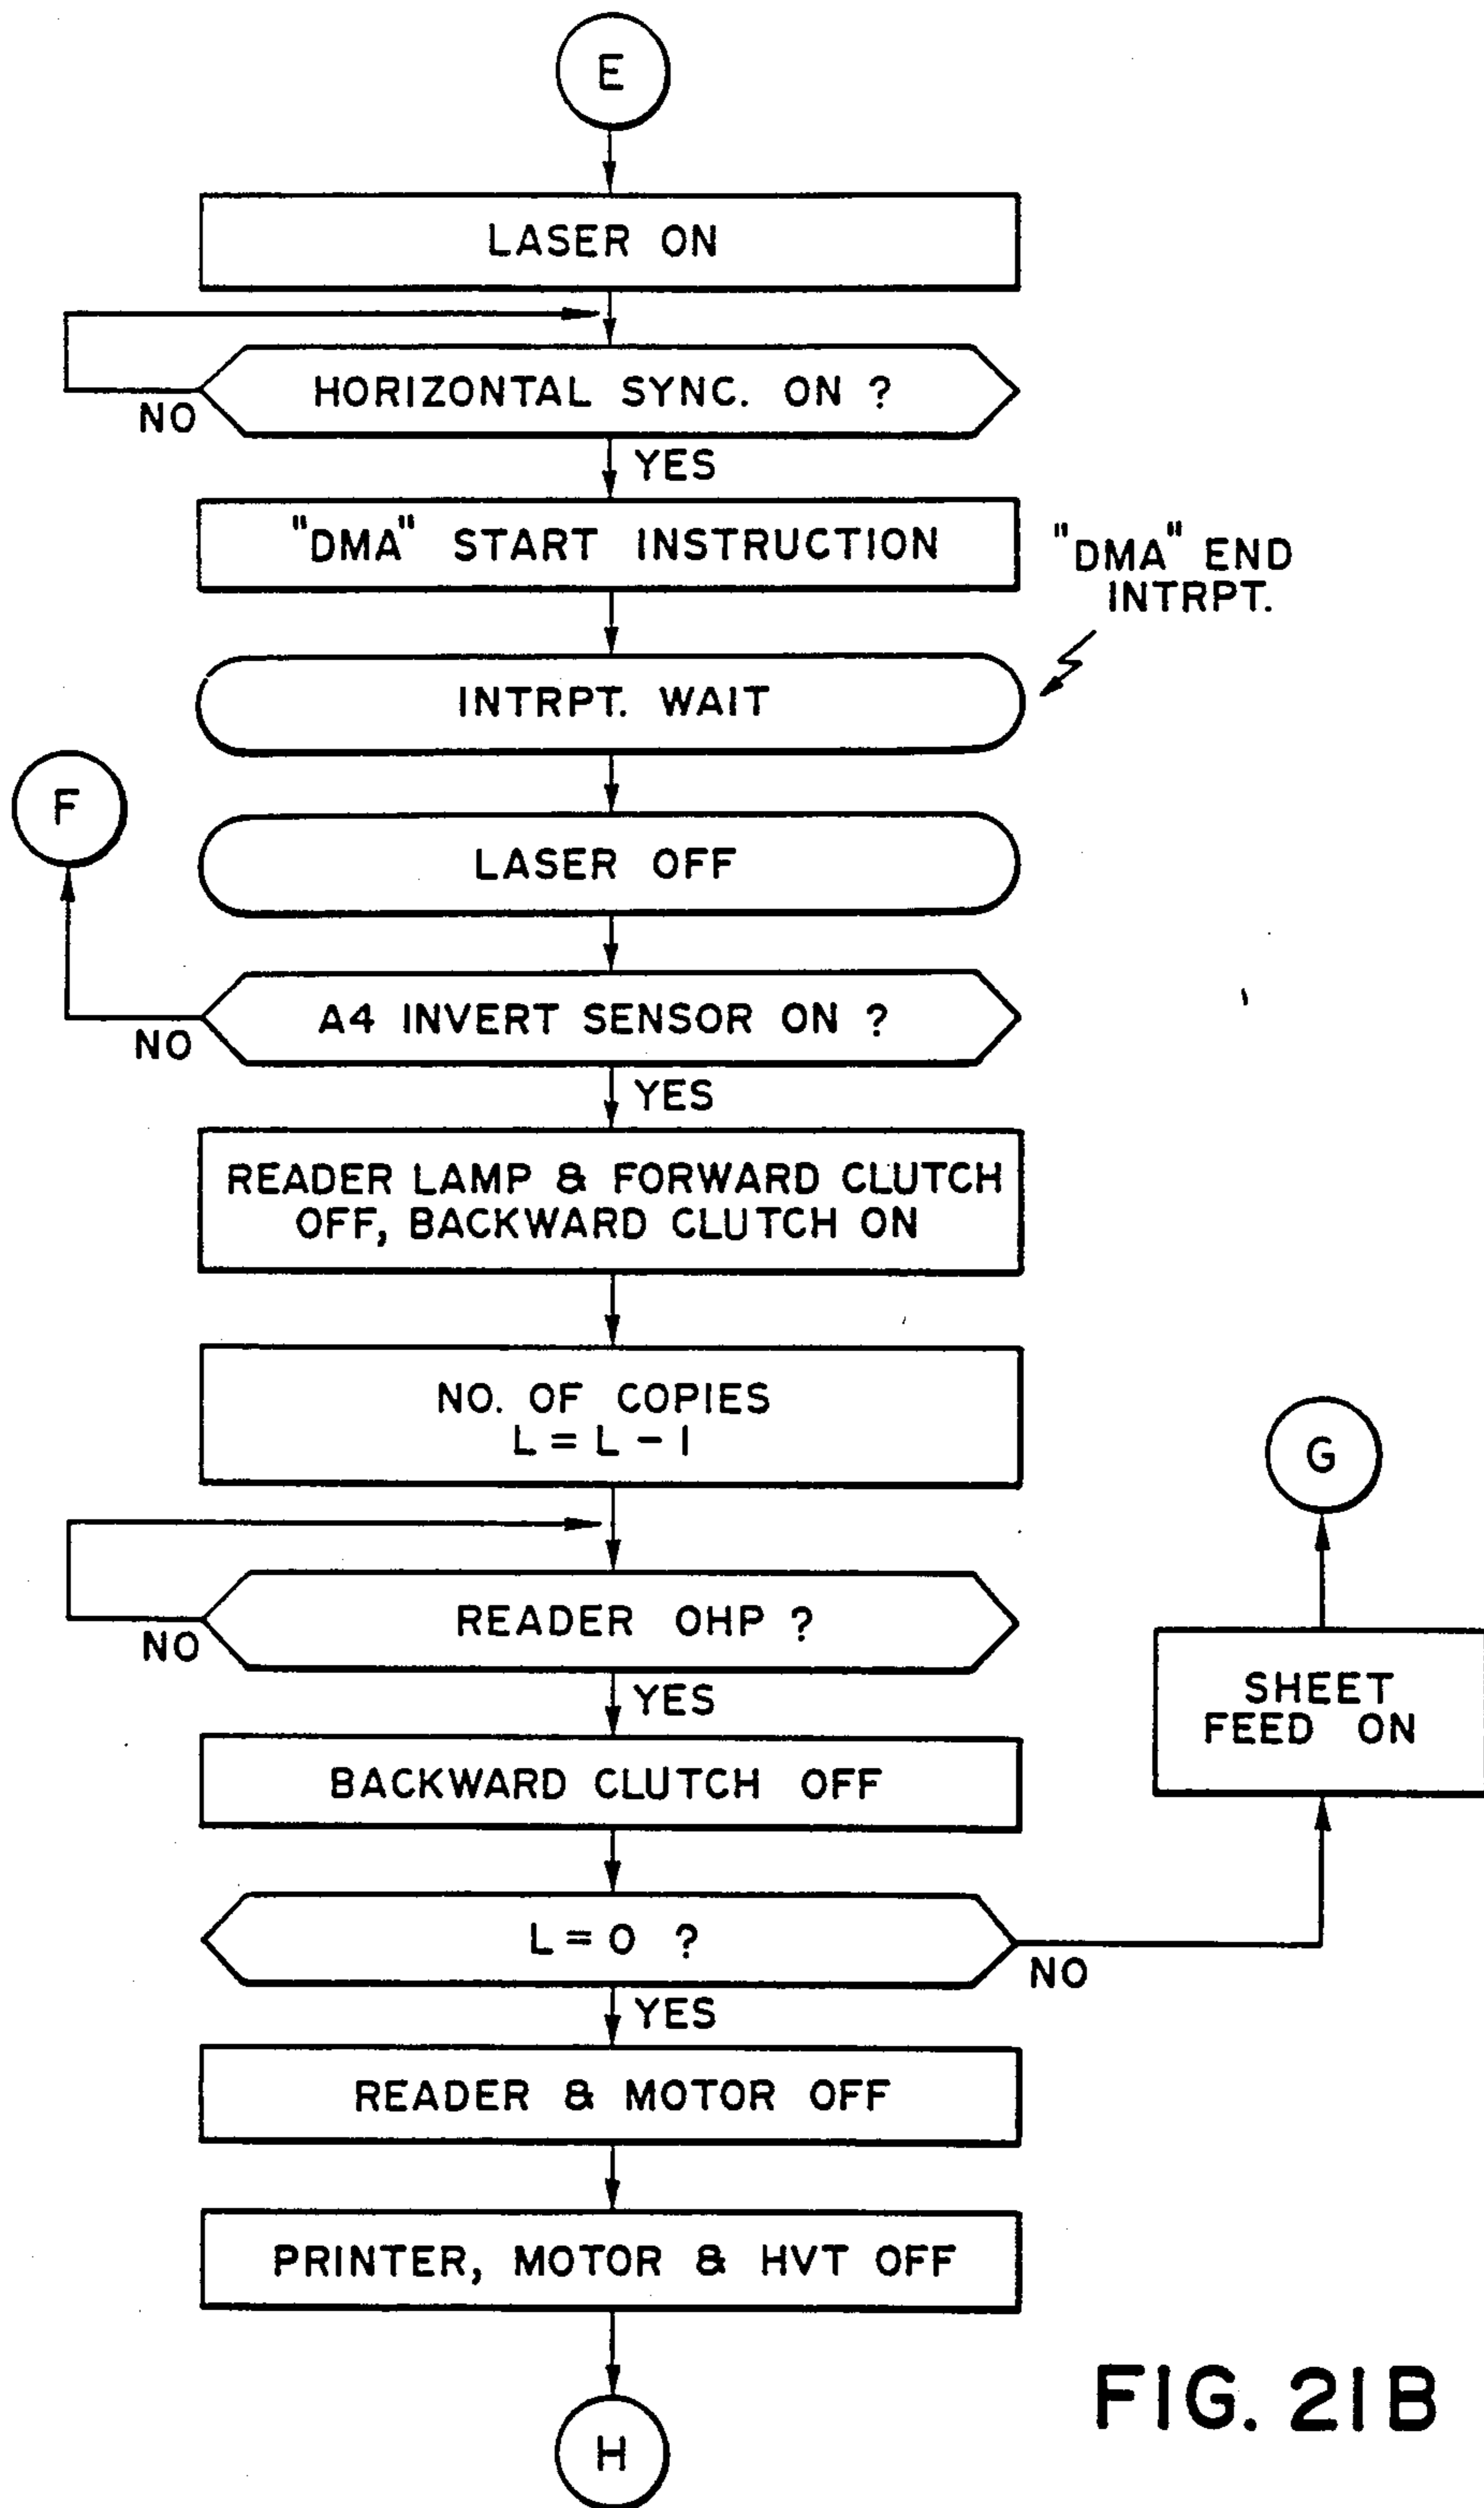 E
LASER ON
HORIZONTAL SYNC. ON ?
NO
YES
"DMA" START INSTRUCTION
"DMA" END
INTRPT.
INTRPT. WAIT
F
LASER OFF
A4 INVERT SENSOR ON ?
NO
YES
READER LAMP & FORWARD CLUTCH
OFF, BACKWARD CLUTCH ON
NO. OF COPIES
L = L - 1
G
READER OHP ?
NO
YES
SHEET
FEED ON
BACKWARD CLUTCH OFF
L = 0 ?
NO
YES
READER & MOTOR OFF
PRINTER, MOTOR & HVT OFF
H
FIG. 21B